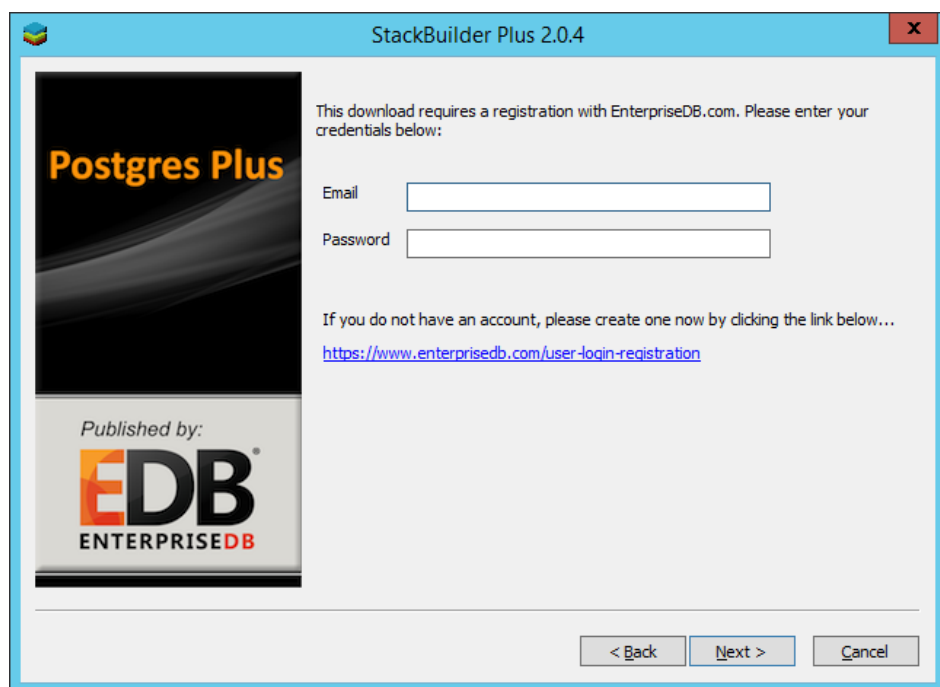 StackBuilder Plus 2.0.4
x
Postgres Plus
This download requires a registration with EnterpriseDB.com. Please enter your
credentials below:
Email
Password
If you do not have an account, please create one now by clicking the link below...
https://www.enterprisedb.com/user-login-registration
Published by:
EDB®
ENTERPRISEDB
< Back
Next >
Cancel